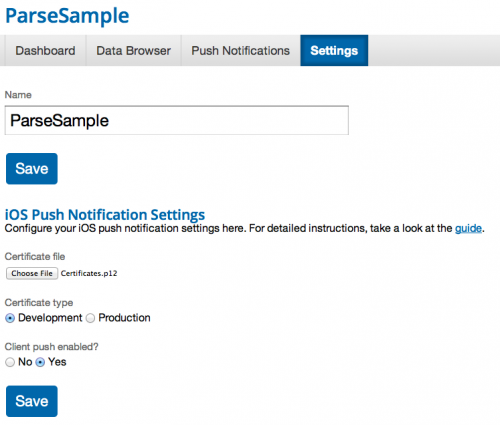 ParseSample
Dashboard Data Browser Push Notifications Settings
Name
ParseSample
Save
iOS Push Notification Settings
Configure your iOS push notification settings here. For detailed instructions, take a look at the guide.
Certificate file
Choose File Certificates.p12
Certificate type
Development Production
Client push enabled?
No Yes
Save